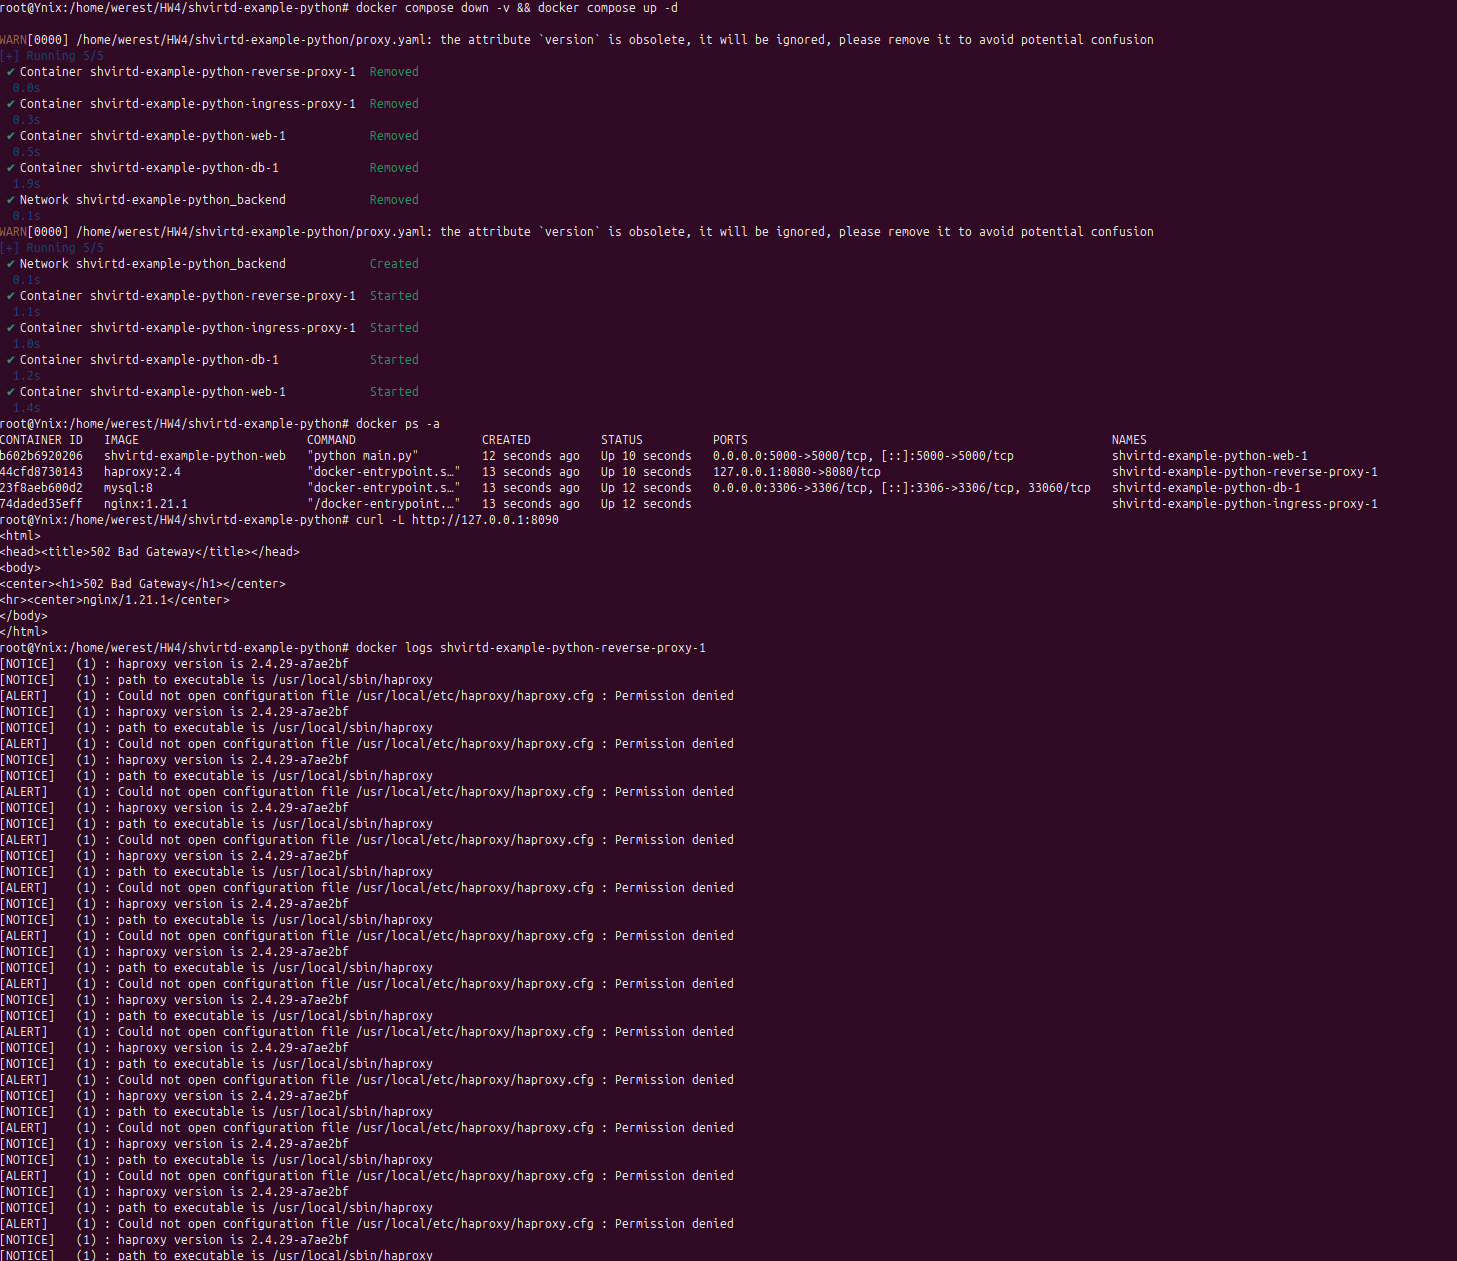 root@Ynix:/home/werest/HW4/shvirtd-example-python# docker compose down -v && docker compose up -d
WARN[0000] /home/werest/HW4/shvirtd-example-python/proxy.yaml: the attribute `version` is obsolete, it will be ignored, please remove it to avoid potential confusion
[+] Running 5/5
✔ Container shvirtd-example-python-reverse-proxy-1  Removed
0.0s
✔ Container shvirtd-example-python-ingress-proxy-1  Removed
0.3s
✔ Container shvirtd-example-python-web-1            Removed
0.5s
✔ Container shvirtd-example-python-db-1             Removed
1.9s
✔ Network shvirtd-example-python_backend            Removed
0.1s
WARN[0000] /home/werest/HW4/shvirtd-example-python/proxy.yaml: the attribute `version` is obsolete, it will be ignored, please remove it to avoid potential confusion
[+] Running 5/5
✔ Network shvirtd-example-python_backend            Created
0.1s
✔ Container shvirtd-example-python-reverse-proxy-1  Started
1.1s
✔ Container shvirtd-example-python-ingress-proxy-1  Started
1.0s
✔ Container shvirtd-example-python-db-1             Started
1.2s
✔ Container shvirtd-example-python-web-1            Started
1.4s
root@Ynix:/home/werest/HW4/shvirtd-example-python# docker ps -a
CONTAINER ID   IMAGE                        COMMAND                  CREATED          STATUS          PORTS                                                    NAMES
b602b6920206   shvirtd-example-python-web   "python main.py"         12 seconds ago   Up 10 seconds   0.0.0.0:5000->5000/tcp, [::]:5000->5000/tcp              shvirtd-example-python-web-1
44cfd8730143   haproxy:2.4                  "docker-entrypoint.s…"   13 seconds ago   Up 10 seconds   127.0.0.1:8080->8080/tcp                                 shvirtd-example-python-reverse-proxy-1
23f8aeb600d2   mysql:8                      "docker-entrypoint.s…"   13 seconds ago   Up 12 seconds   0.0.0.0:3306->3306/tcp, [::]:3306->3306/tcp, 33060/tcp   shvirtd-example-python-db-1
74daded35eff   nginx:1.21.1                 "/docker-entrypoint.…"   13 seconds ago   Up 12 seconds                                                            shvirtd-example-python-ingress-proxy-1
root@Ynix:/home/werest/HW4/shvirtd-example-python# curl -L http://127.0.0.1:8090
<html>
<head><title>502 Bad Gateway</title></head>
<body>
<center><h1>502 Bad Gateway</h1></center>
<hr><center>nginx/1.21.1</center>
</body>
</html>
root@Ynix:/home/werest/HW4/shvirtd-example-python# docker logs shvirtd-example-python-reverse-proxy-1
[NOTICE]   (1) : haproxy version is 2.4.29-a7ae2bf
[NOTICE]   (1) : path to executable is /usr/local/sbin/haproxy
[ALERT]    (1) : Could not open configuration file /usr/local/etc/haproxy/haproxy.cfg : Permission denied
[NOTICE]   (1) : haproxy version is 2.4.29-a7ae2bf
[NOTICE]   (1) : path to executable is /usr/local/sbin/haproxy
[ALERT]    (1) : Could not open configuration file /usr/local/etc/haproxy/haproxy.cfg : Permission denied
[NOTICE]   (1) : haproxy version is 2.4.29-a7ae2bf
[NOTICE]   (1) : path to executable is /usr/local/sbin/haproxy
[ALERT]    (1) : Could not open configuration file /usr/local/etc/haproxy/haproxy.cfg : Permission denied
[NOTICE]   (1) : haproxy version is 2.4.29-a7ae2bf
[NOTICE]   (1) : path to executable is /usr/local/sbin/haproxy
[ALERT]    (1) : Could not open configuration file /usr/local/etc/haproxy/haproxy.cfg : Permission denied
[NOTICE]   (1) : haproxy version is 2.4.29-a7ae2bf
[NOTICE]   (1) : path to executable is /usr/local/sbin/haproxy
[ALERT]    (1) : Could not open configuration file /usr/local/etc/haproxy/haproxy.cfg : Permission denied
[NOTICE]   (1) : haproxy version is 2.4.29-a7ae2bf
[NOTICE]   (1) : path to executable is /usr/local/sbin/haproxy
[ALERT]    (1) : Could not open configuration file /usr/local/etc/haproxy/haproxy.cfg : Permission denied
[NOTICE]   (1) : haproxy version is 2.4.29-a7ae2bf
[NOTICE]   (1) : path to executable is /usr/local/sbin/haproxy
[ALERT]    (1) : Could not open configuration file /usr/local/etc/haproxy/haproxy.cfg : Permission denied
[NOTICE]   (1) : haproxy version is 2.4.29-a7ae2bf
[NOTICE]   (1) : path to executable is /usr/local/sbin/haproxy
[ALERT]    (1) : Could not open configuration file /usr/local/etc/haproxy/haproxy.cfg : Permission denied
[NOTICE]   (1) : haproxy version is 2.4.29-a7ae2bf
[NOTICE]   (1) : path to executable is /usr/local/sbin/haproxy
[ALERT]    (1) : Could not open configuration file /usr/local/etc/haproxy/haproxy.cfg : Permission denied
[NOTICE]   (1) : haproxy version is 2.4.29-a7ae2bf
[NOTICE]   (1) : path to executable is /usr/local/sbin/haproxy
[ALERT]    (1) : Could not open configuration file /usr/local/etc/haproxy/haproxy.cfg : Permission denied
[NOTICE]   (1) : haproxy version is 2.4.29-a7ae2bf
[NOTICE]   (1) : path to executable is /usr/local/sbin/haproxy
[ALERT]    (1) : Could not open configuration file /usr/local/etc/haproxy/haproxy.cfg : Permission denied
[NOTICE]   (1) : haproxy version is 2.4.29-a7ae2bf
[NOTICE]   (1) : path to executable is /usr/local/sbin/haproxy
[ALERT]    (1) : Could not open configuration file /usr/local/etc/haproxy/haproxy.cfg : Permission denied
[NOTICE]   (1) : haproxy version is 2.4.29-a7ae2bf
[NOTICE]   (1) : path to executable is /usr/local/sbin/haproxy